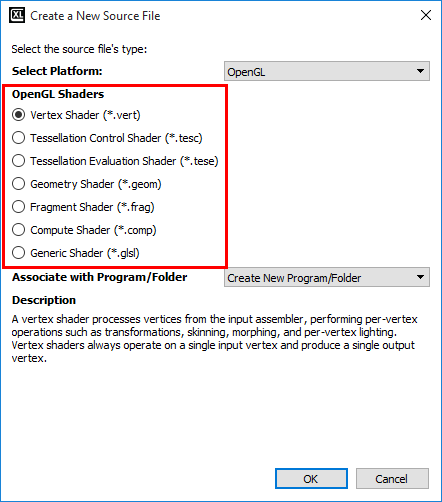 XL Create a New Source File
Select the source file's type:
Select Platform: OpenGL
OpenGL Shaders
Vertex Shader (*.vert)
Tessellation Control Shader (*.tesc)
Tessellation Evaluation Shader (*.tese)
Geometry Shader (*.geom)
Fragment Shader (*.frag)
Compute Shader (*.comp)
Generic Shader (*.glsl)
Associate with Program/Folder Create New Program/Folder
Description
A vertex shader processes vertices from the input assembler, performing per-vertex
operations such as transformations, skinning, morphing, and per-vertex lighting.
Vertex shaders always operate on a single input vertex and produce a single output
vertex.
OK Cancel